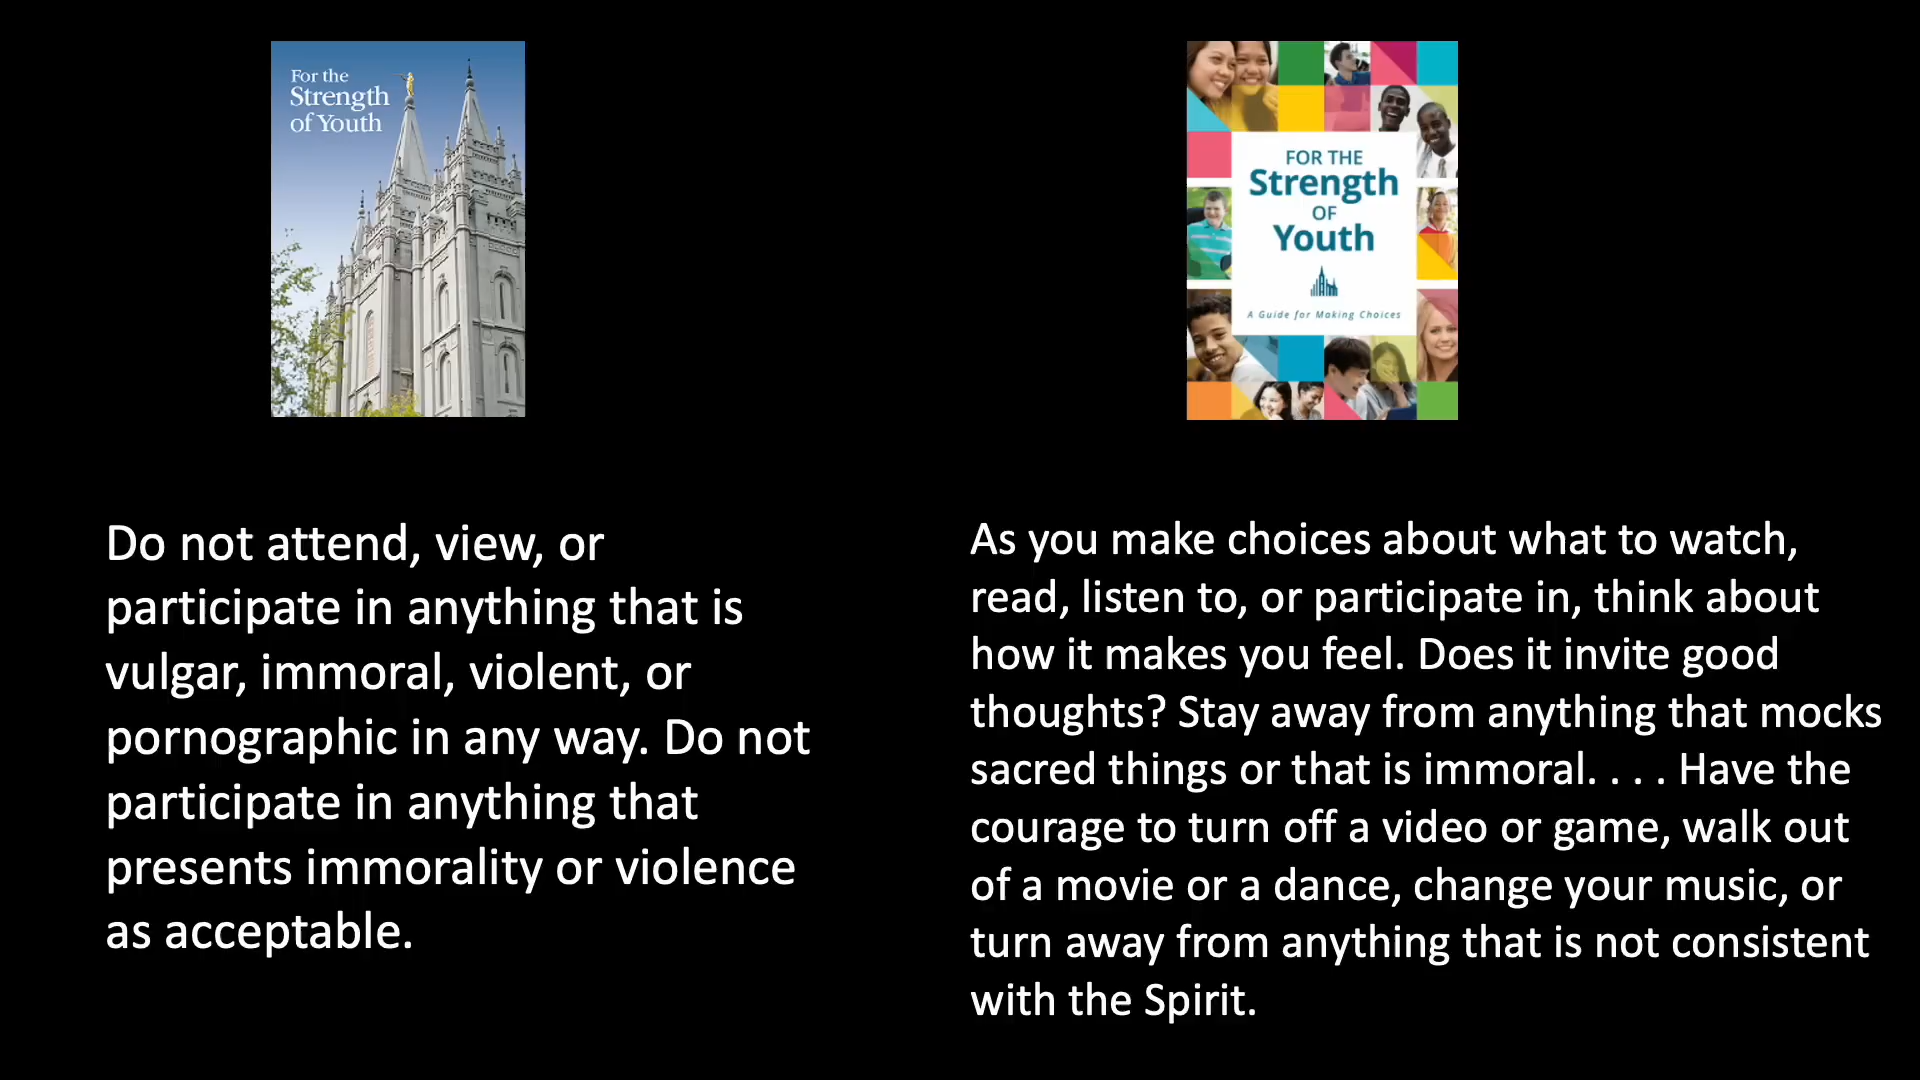 For the
Strength
of Youth
FOR THE
Strength
OF
Youth
A Guide for Making Choices
Do not attend, view, or
participate in anything that is
vulgar, immoral, violent, or
pornographic in any way. Do not
participate in anything that
presents immorality or violence
as acceptable.
As you make choices about what to watch,
read, listen to, or participate in, think about
how it makes you feel. Does it invite good
thoughts? Stay away from anything that mocks
sacred things or that is immoral. . . . Have the
courage to turn off a video or game, walk out
of a movie or a dance, change your music, or
turn away from anything that is not consistent
with the Spirit.